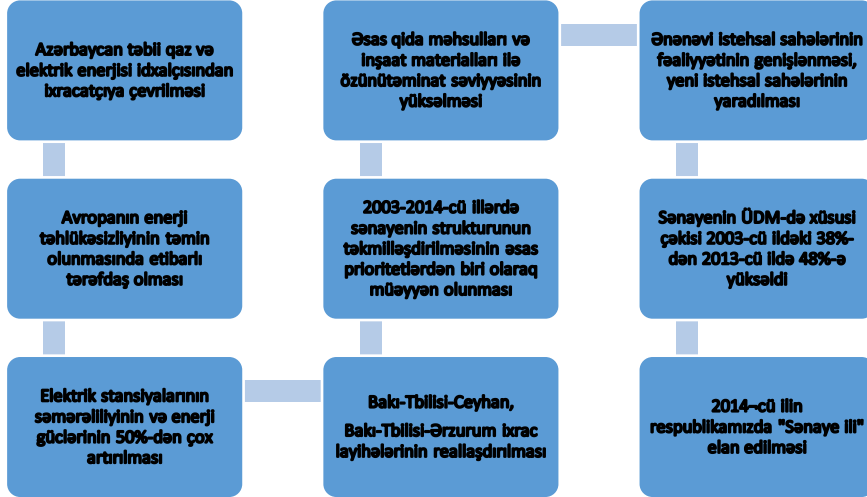 Azərbaycan təbii qaz və
elektrik enerjisi idxalçısından
ixracatçıya çevrilməsi
Avropanın enerji
təhlükəsizliyinin təmin
olunmasında etibarlı
tərəfdaş olması
Elektrik stansiyalarının
səmərəliliyinin və enerji
güclərinin 50%-dən çox
artırılması
Bakı-Tbilisi-Ceyhan,
Bakı-Tbilisi-Ərzurum ixrac
layihələrinin reallaşdırılması
2003-2014-cü illərdə
sənayenin strukturunun
təkmilləşdirilməsinin əsas
prioritetlərdən biri olaraq
müəyyən olunması
Əsas qida məhsulları və
inşaat materialları ilə
özünütəminat səviyyəsinin
yüksəlməsi
Ənənəvi istehsal sahələrinin
fəaliyyətinin genişlənməsi,
yeni istehsal sahələrinin
yaradılması
Sənayenin ÜDM-də xüsusi
çəkisi 2003-cü ildəki 38%-
dən 2013-cü ildə 48%-ə
yüksəldi
2014-cü ilin
respublikamızda "Sənaye ili"
elan edilməsi